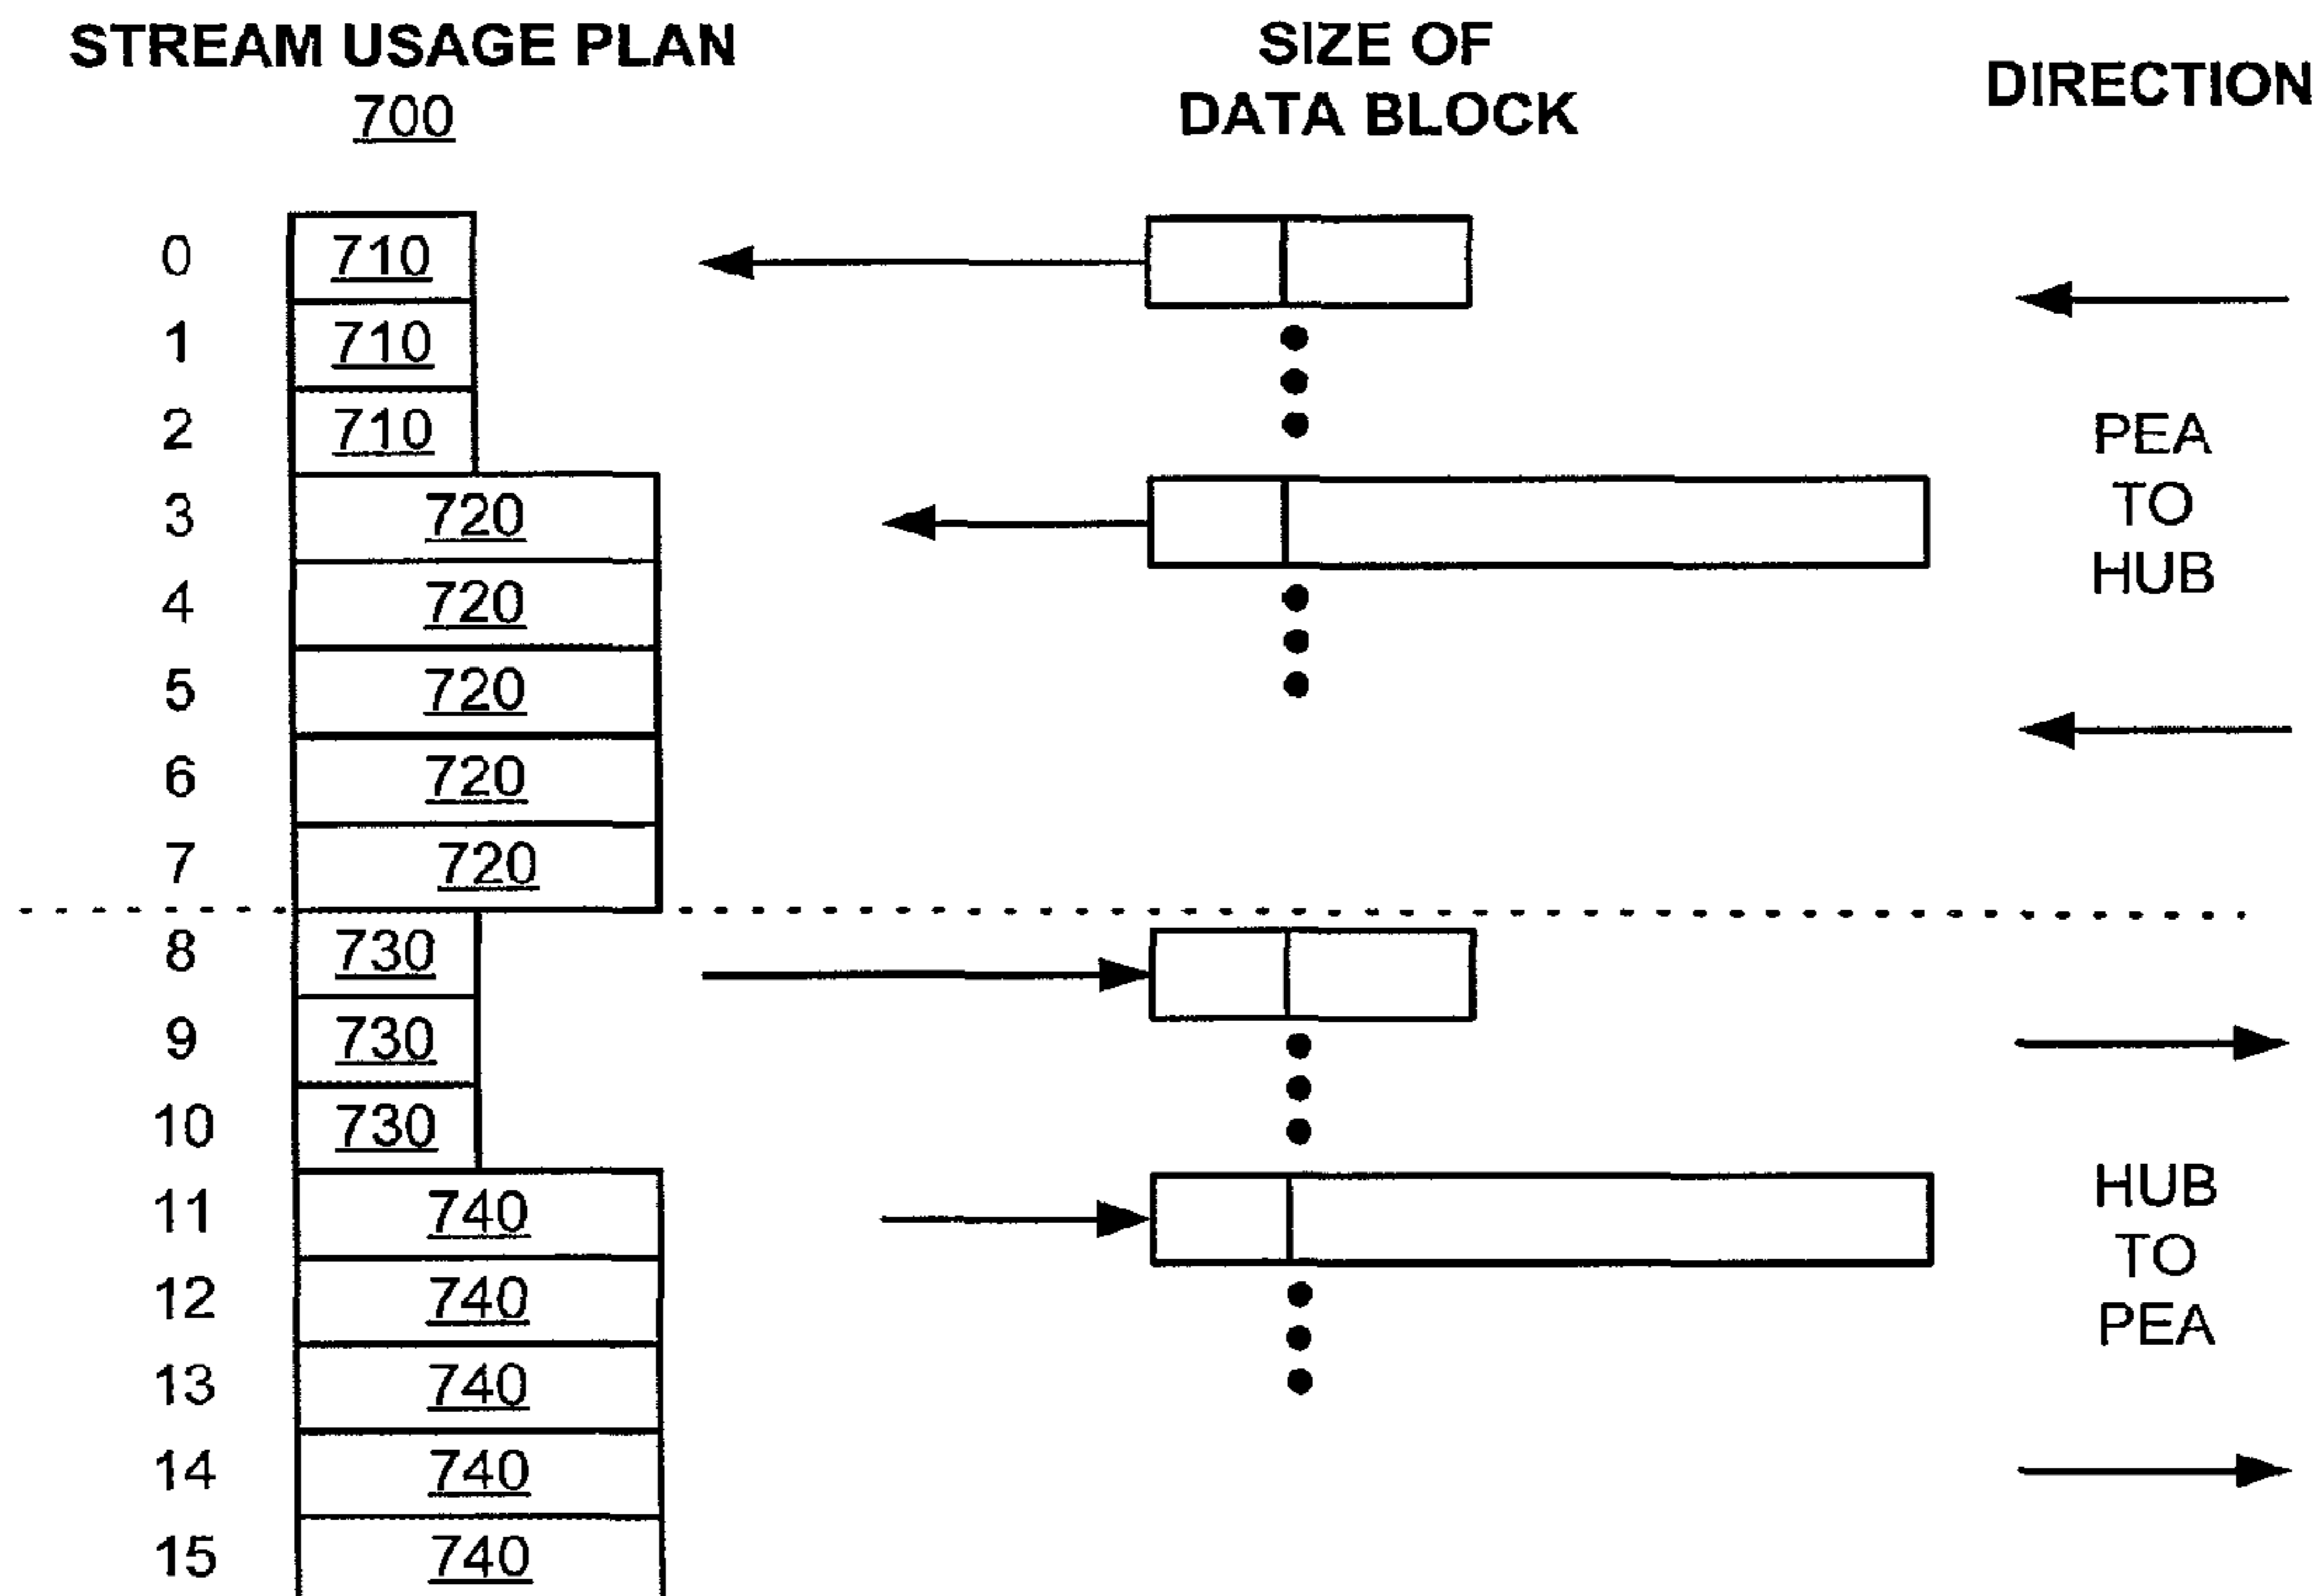 STREAM USAGE PLAN
700
SIZE OF
DATA BLOCK
DIRECTION
0 710
1 710
2 710
3 720
4 720
5 720
6 720
7 720
PEA
TO
HUB
8 730
9 730
10 730
11 740
12 740
13 740
14 740
15 740
HUB
TO
PEA